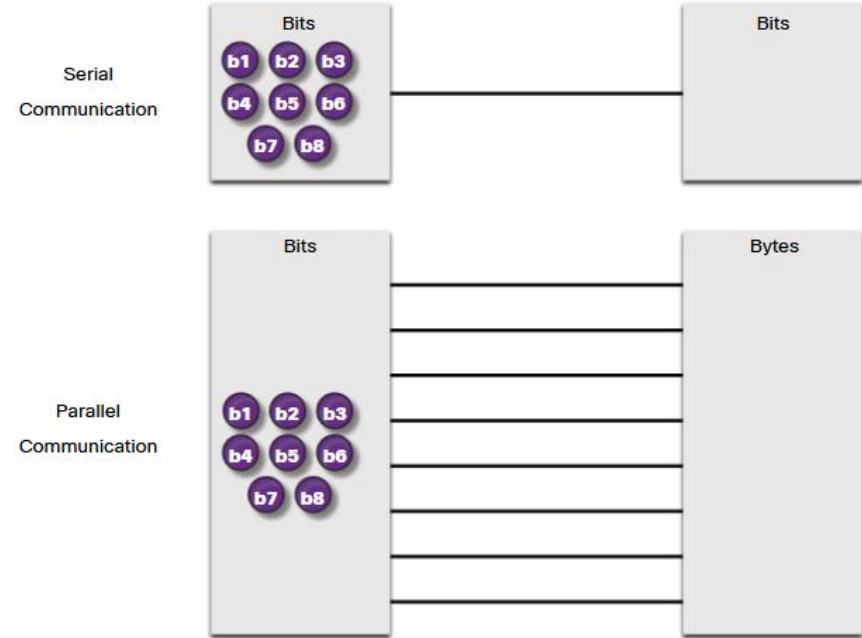 Serial
Communication
Bits
b1 b2 b3
b4 b5 b6
b7 b8
Bits
Parallel
Communication
Bits
b1 b2 b3
b4 b5 b6
b7 b8
Bytes